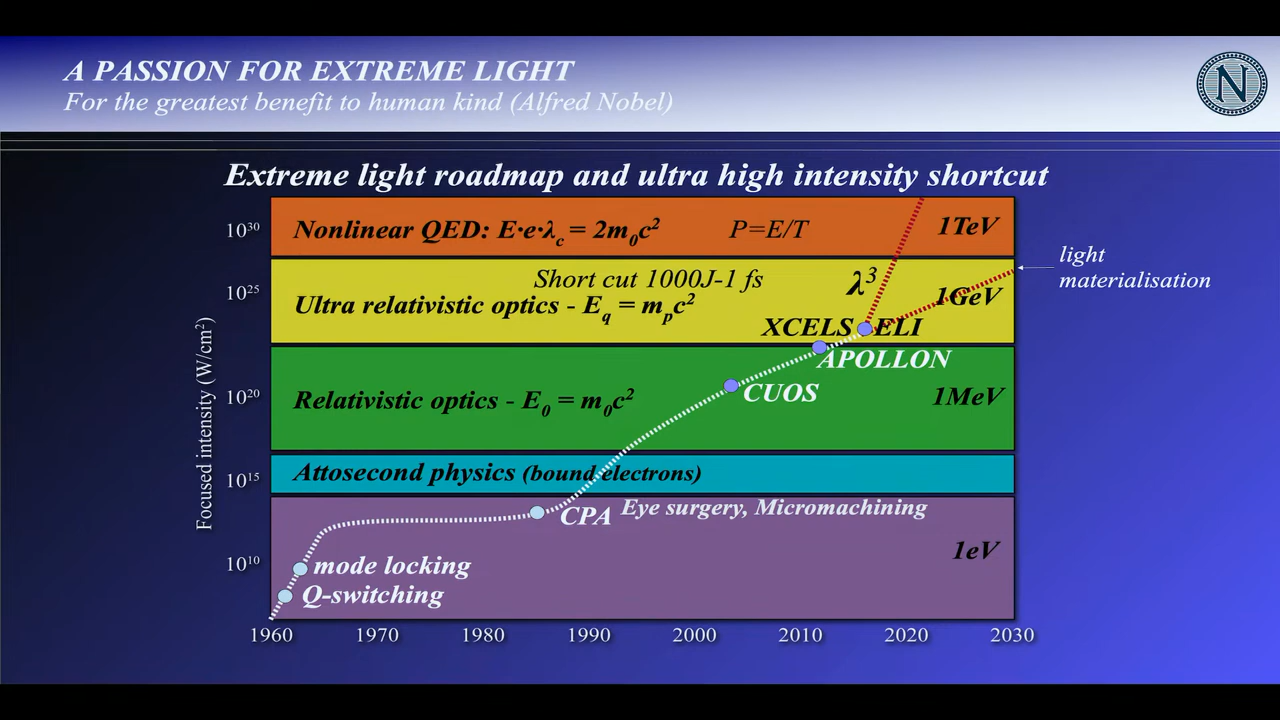 A PASSION FOR EXTREME LIGHT
For the greatest benefit to human kind (Alfred Nobel)
N
Extreme light roadmap and ultra high intensity shortcut
10³⁰
Nonlinear QED: E·e·λc = 2m₀c²
P=E/T
1TeV
light
materialisation
Short cut 1000J-1 fs
λ³
10²⁵
Ultra relativistic optics - Eq = mpc²
1GeV
XCELS
ELI
APOLLON
CUOS
10²⁰
Relativistic optics - E₀ = m₀c²
1MeV
Focused intensity (W/cm²)
10¹⁵
Attosecond physics (bound electrons)
CPA
Eye surgery, Micromachining
1eV
10¹⁰
mode locking
Q-switching
1960 1970 1980 1990 2000 2010 2020 2030